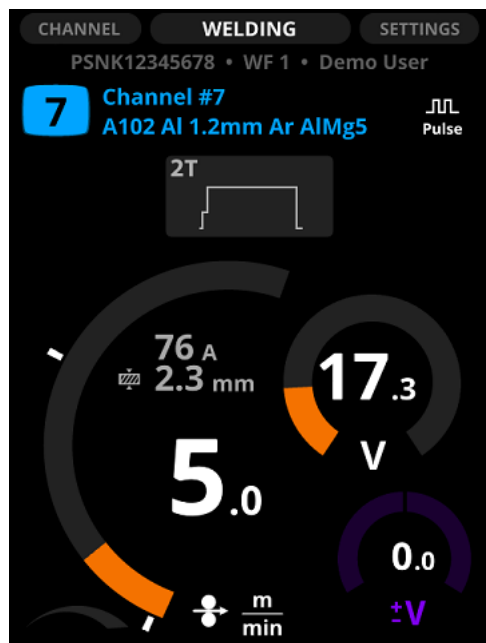 CHANNEL WELDING SETTINGS
PSNK12345678 • WF 1 • Demo User
7
Channel #7
A102 Al 1.2mm Ar AlMg5
Pulse
2T
76 A
2.3 mm
17.3
V
5.0
0.0
±V
m
min